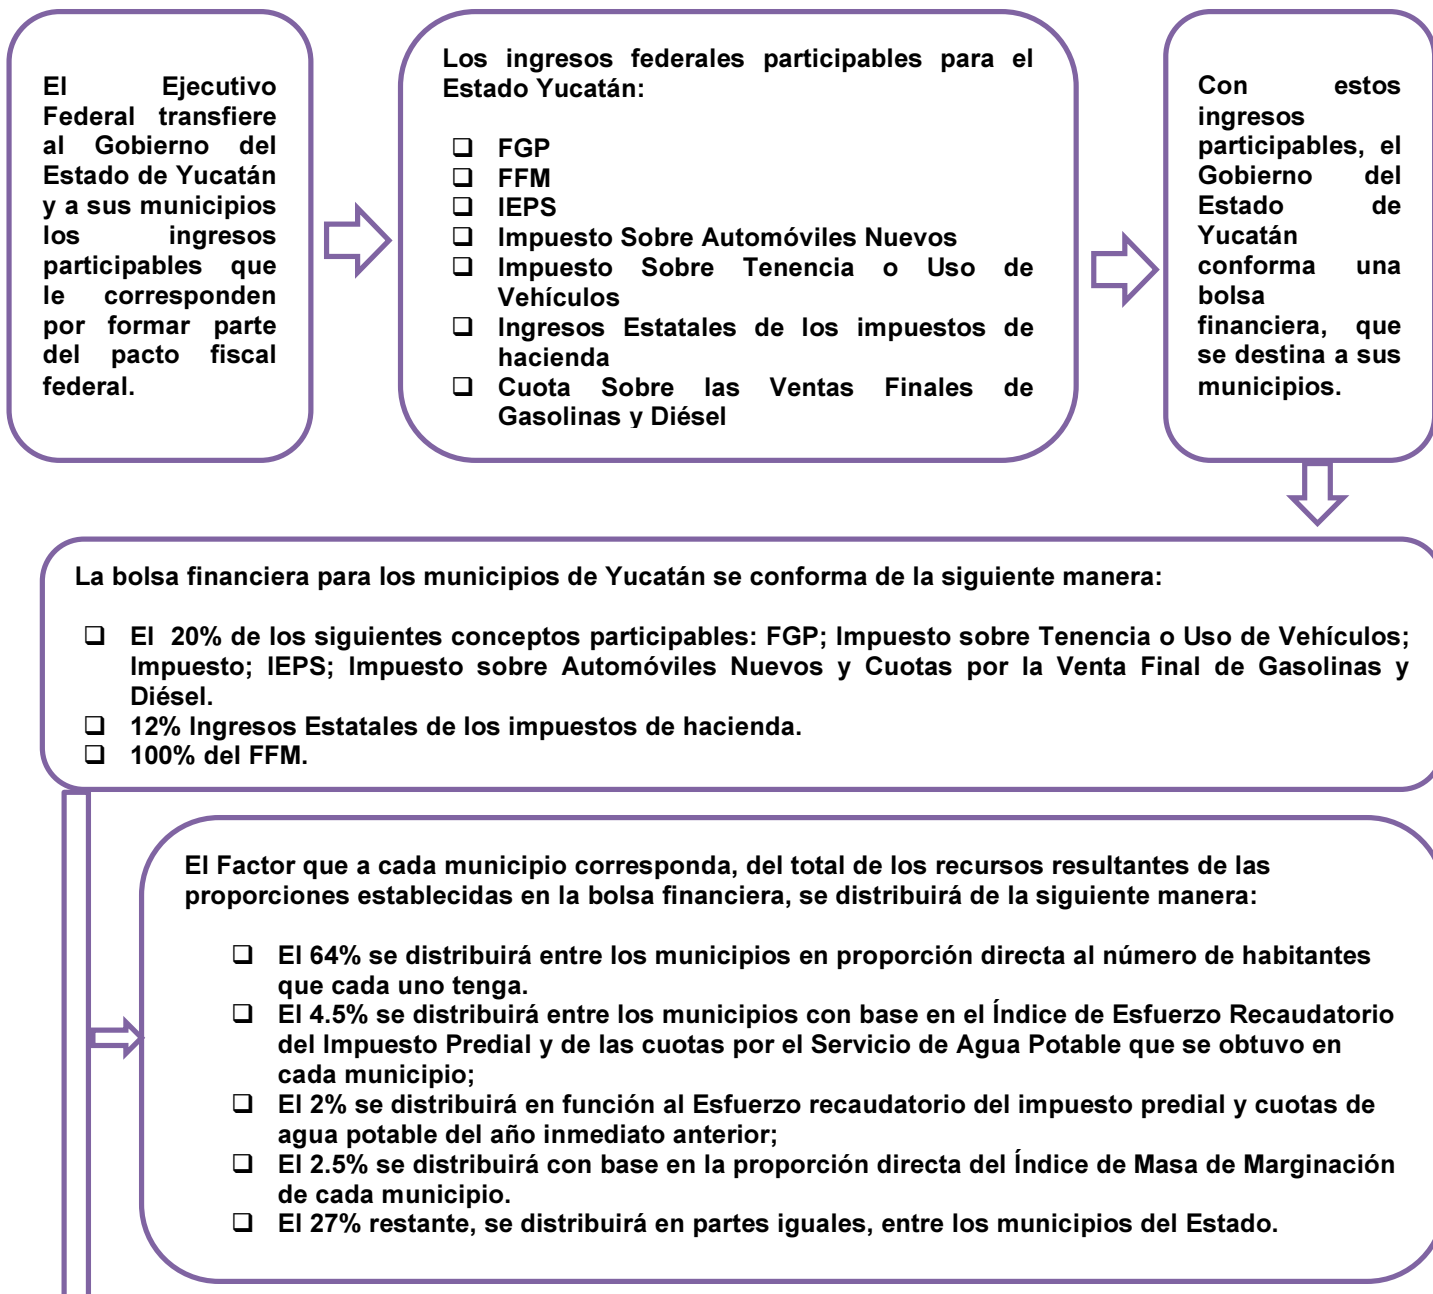 El Ejecutivo
Federal transfiere
al Gobierno del
Estado de Yucatán
y a sus municipios
los ingresos
participables que
le corresponden
por formar parte
del pacto fiscal
federal.
Los ingresos federales participables para el
Estado Yucatán:
❑ FGP
❑ FFM
❑ IEPS
❑ Impuesto Sobre Automóviles Nuevos
❑ Impuesto Sobre Tenencia o Uso de
Vehículos
❑ Ingresos Estatales de los impuestos de
hacienda
❑ Cuota Sobre las Ventas Finales de
Gasolinas y Diésel
Con estos
ingresos
participables, el
Gobierno del
Estado de
Yucatán
conforma una
bolsa
financiera, que
se destina a sus
municipios.
La bolsa financiera para los municipios de Yucatán se conforma de la siguiente manera:
❑ El 20% de los siguientes conceptos participables: FGP; Impuesto sobre Tenencia o Uso de Vehículos;
Impuesto; IEPS; Impuesto sobre Automóviles Nuevos y Cuotas por la Venta Final de Gasolinas y
Diésel.
❑ 12% Ingresos Estatales de los impuestos de hacienda.
❑ 100% del FFM.
El Factor que a cada municipio corresponda, del total de los recursos resultantes de las
proporciones establecidas en la bolsa financiera, se distribuirá de la siguiente manera:
❑ El 64% se distribuirá entre los municipios en proporción directa al número de habitantes
que cada uno tenga.
❑ El 4.5% se distribuirá entre los municipios con base en el Índice de Esfuerzo Recaudatorio
del Impuesto Predial y de las cuotas por el Servicio de Agua Potable que se obtuvo en
cada municipio;
❑ El 2% se distribuirá en función al Esfuerzo recaudatorio del impuesto predial y cuotas de
agua potable del año inmediato anterior;
❑ El 2.5% se distribuirá con base en la proporción directa del Índice de Masa de Marginación
de cada municipio.
❑ El 27% restante, se distribuirá en partes iguales, entre los municipios del Estado.